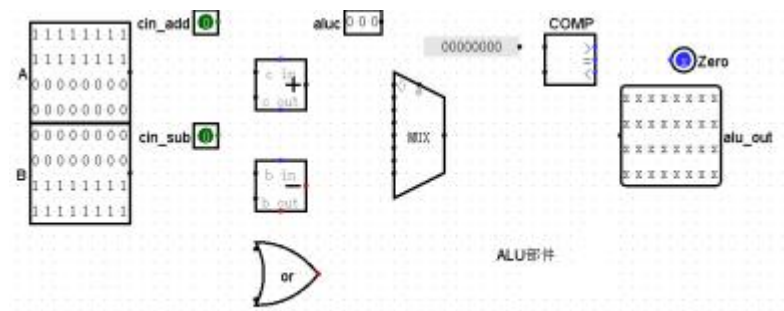 cin_add
0
aluc
0 0 0
COMP
1 1 1 1 1 1 1 1
1 1 1 1 1 1 1 1
0 0 0 0 0 0 0 0
0 0 0 0 0 0 0 0
A
00000000
Zero
x
c in
+
c out
MUX
x x x x x x x x
x x x x x x x x
x x x x x x x x
x x x x x x x x
alu_out
0 0 0 0 0 0 0 0
0 0 0 0 0 0 0 0
1 1 1 1 1 1 1 1
1 1 1 1 1 1 1 1
B
cin_sub
0
b in
−
b out
or
ALU部件